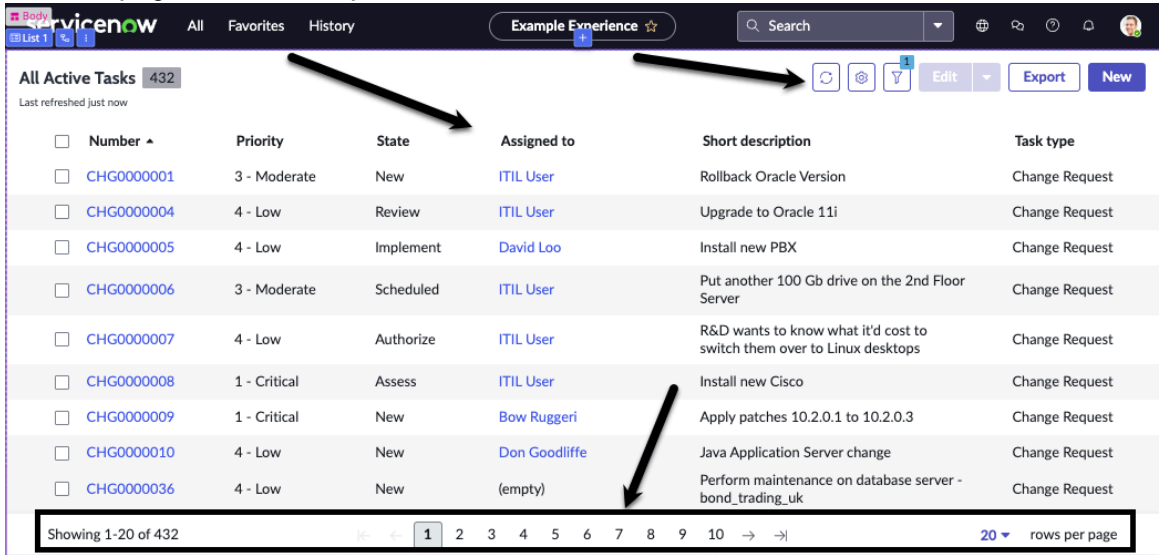 Body
servicenow All Favorites History Example Experience Search
List 1
All Active Tasks 432 1 Edit Export New
Last refreshed just now
Number Priority State Assigned to Short description Task type
CHG0000001 3 - Moderate New ITIL User Rollback Oracle Version Change Request
CHG0000004 4 - Low Review ITIL User Upgrade to Oracle 11i Change Request
CHG0000005 4 - Low Implement David Loo Install new PBX Change Request
CHG0000006 3 - Moderate Scheduled ITIL User Put another 100 Gb drive on the 2nd Floor Change Request
Server
CHG0000007 4 - Low Authorize ITIL User R&D wants to know what it'd cost to Change Request
switch them over to Linux desktops
CHG0000008 1 - Critical Assess ITIL User Install new Cisco Change Request
CHG0000009 1 - Critical New Bow Ruggeri Apply patches 10.2.0.1 to 10.2.0.3 Change Request
CHG0000010 4 - Low New Don Goodliffe Java Application Server change Change Request
CHG0000036 4 - Low New (empty) Perform maintenance on database server - Change Request
bond_trading_uk
Showing 1-20 of 432 1 2 3 4 5 6 7 8 9 10 20 rows per page